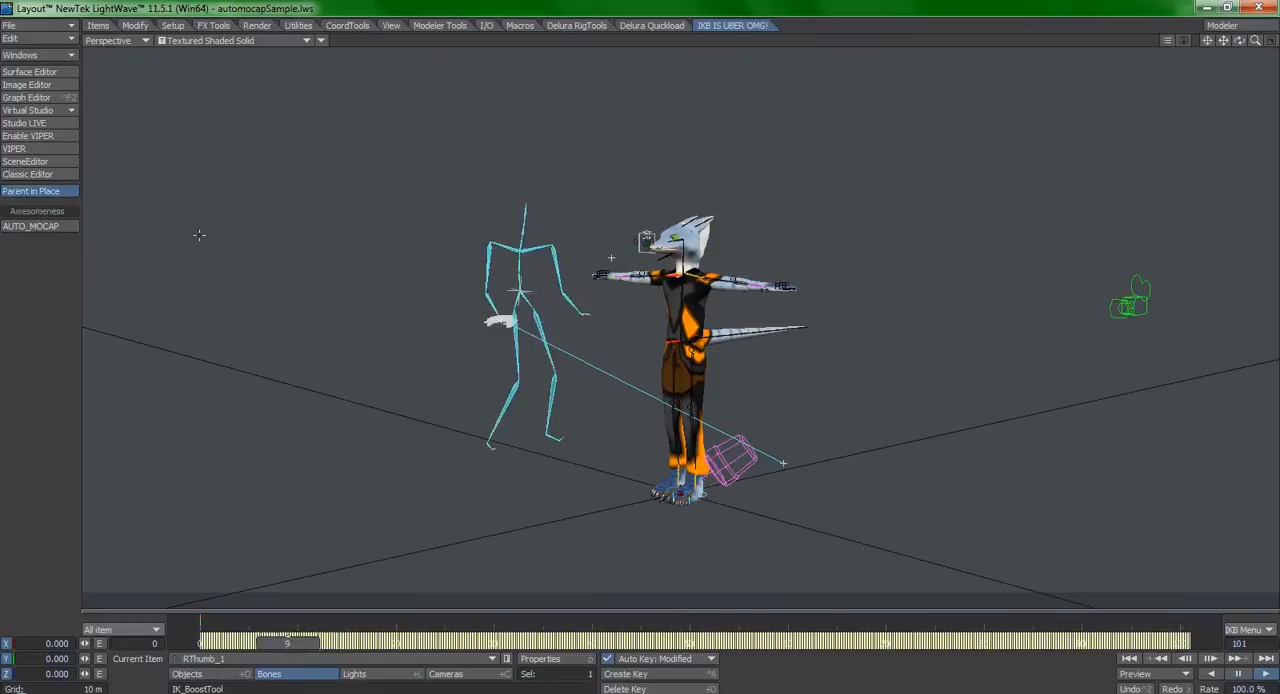 Layout™ NewTek LightWave™ 11.5.1 (Win64) - automocapSample.lws
File Items Modify Setup FX Tools Render Utilities CoordTools View Modeler Tools I/O Macros Delura RigTools Delura Quickload IKB IS UBER OMG! Modeler
Edit Perspective Textured Shaded Solid
Windows
Surface Editor
Image Editor
Graph Editor ^F2
Virtual Studio
Studio LIVE
Enable VIPER
VIPER
SceneEditor
Classic Editor
Parent in Place
Awesomeness
AUTO_MOCAP
All item IKB Menu
X 0.000 E 0 9 101
Y 0.000 E Current Item RThumb_1 Properties p Auto Key: Modified
Z 0.000 E Objects +O Bones Lights +L Cameras Sel: 1 Create Key Preview
Grid: 10 m IK_BoostTool Delete Key Undo ^Z Redo Rate 100.0 %